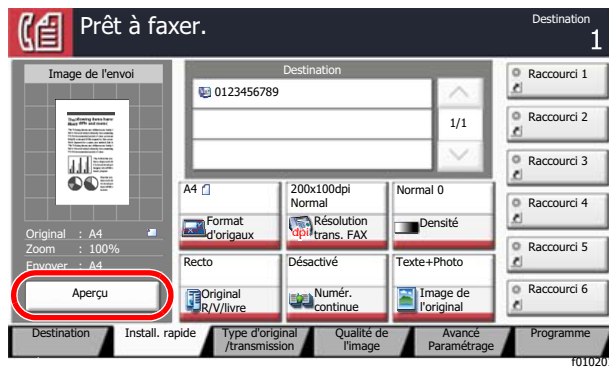 Prêt à faxer.
Destination
1
Image de l'envoi
Original : A4
Zoom : 100%
Envoyer : A4
Aperçu
Destination
0123456789
1/1
A4
Format
d'origaux
200x100dpi
Normal
dpi
Résolution
trans. FAX
Normal 0
Densité
Recto
Original
R/V/livre
Désactivé
Numér.
continue
Texte+Photo
Image de
l'original
Raccourci 1
Raccourci 2
Raccourci 3
Raccourci 4
Raccourci 5
Raccourci 6
Destination
Install. rapide
Type d'original
/transmission
Qualité de
l'image
Avancé
Paramétrage
Programme